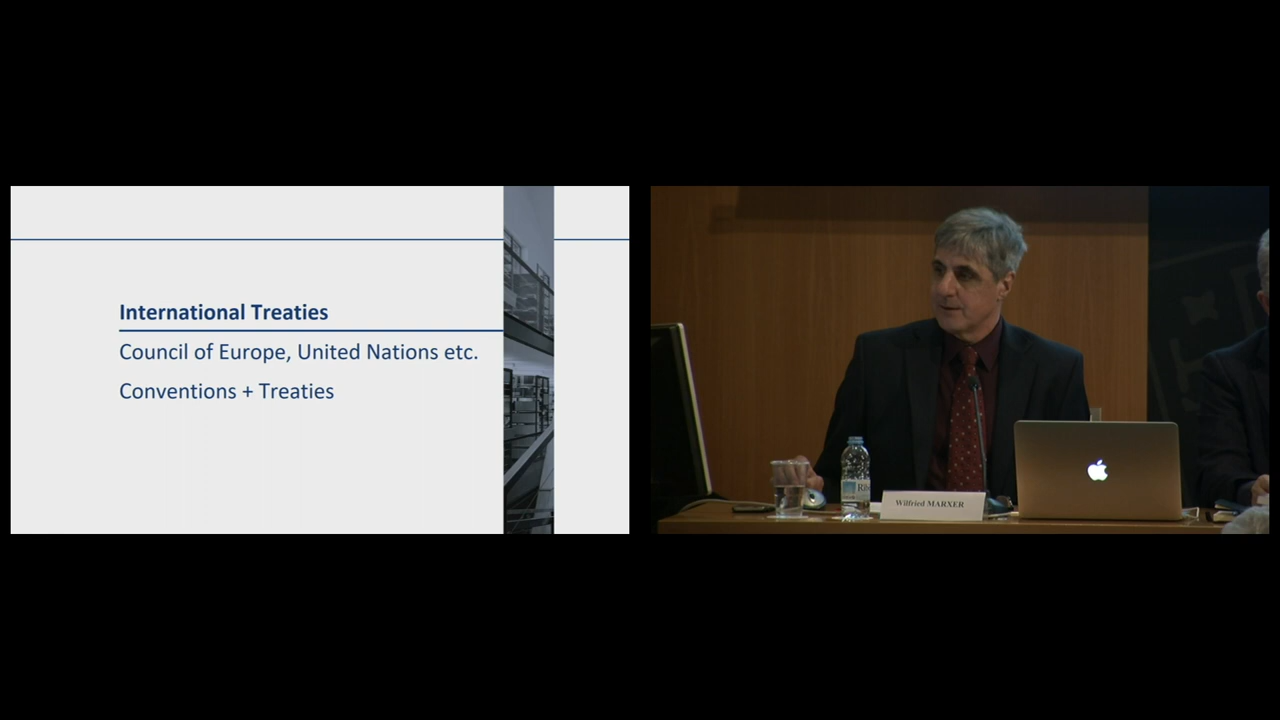 International Treaties
Council of Europe, United Nations etc.
Conventions + Treaties
Wilfried MARXER